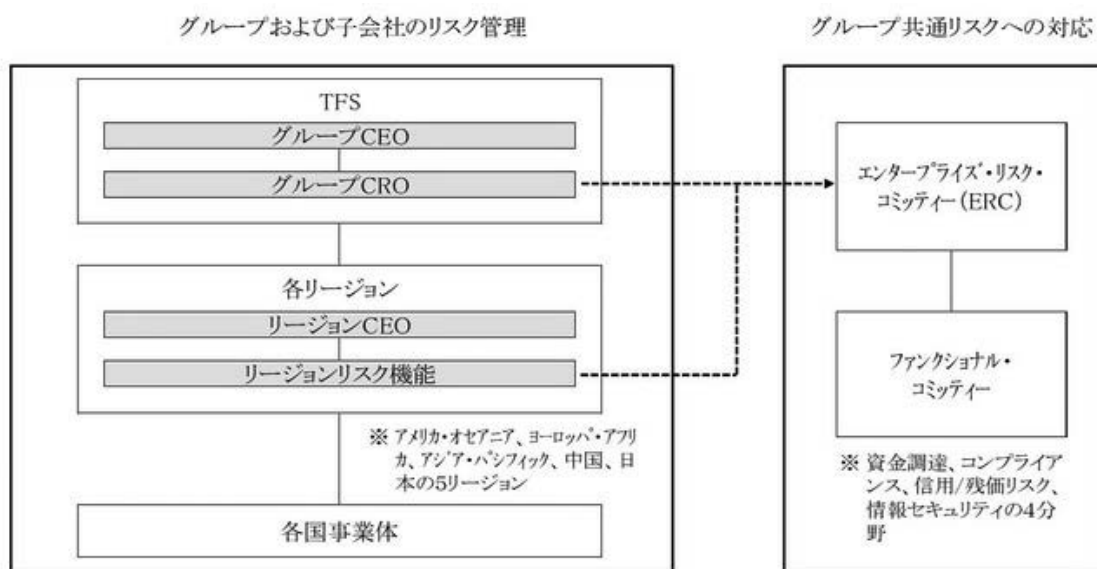 グループおよび子会社のリスク管理
TFS
グループCEO
グループCRO
各リージョン
リージョンCEO
リージョンリスク機能
※ アメリカ・オセアニア、ヨーロッパ・アフリ
カ、アジア・パシフィック、中国、日
本の5リージョン
各国事業体
グループ共通リスクへの対応
エンタープライズ・リスク・
コミッティー(ERC)
ファンクショナル・
コミッティー
※ 資金調達、コンプライア
ンス、信用/残価リスク、
情報セキュリティの4分
野